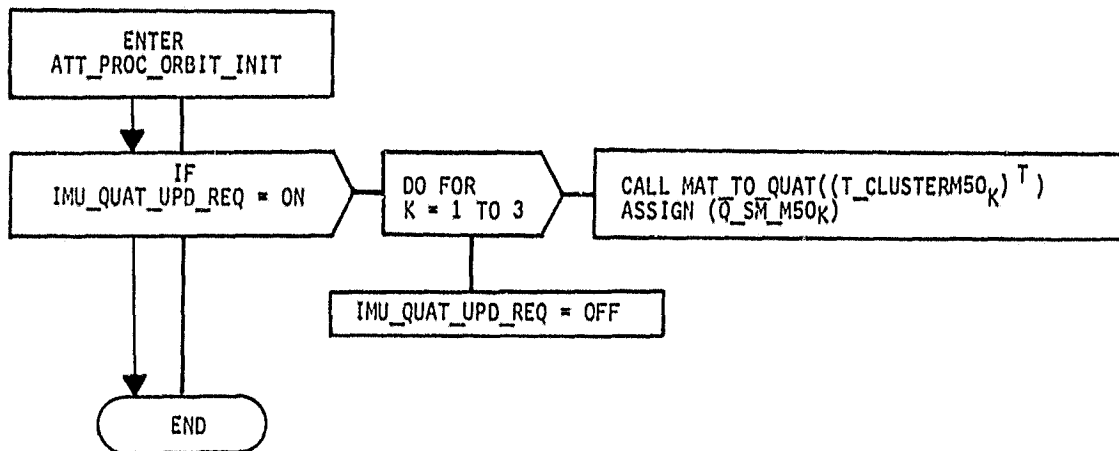 ENTER
ATT_PROC_ORBIT_INIT
IF
IMU_QUAT_UPD_REQ = ON
DO FOR
K = 1 TO 3
CALL MAT_TO_QUAT((T_CLUSTERM50K) T )
ASSIGN (Q_SM_M50K)
IMU_QUAT_UPD_REQ = OFF
END